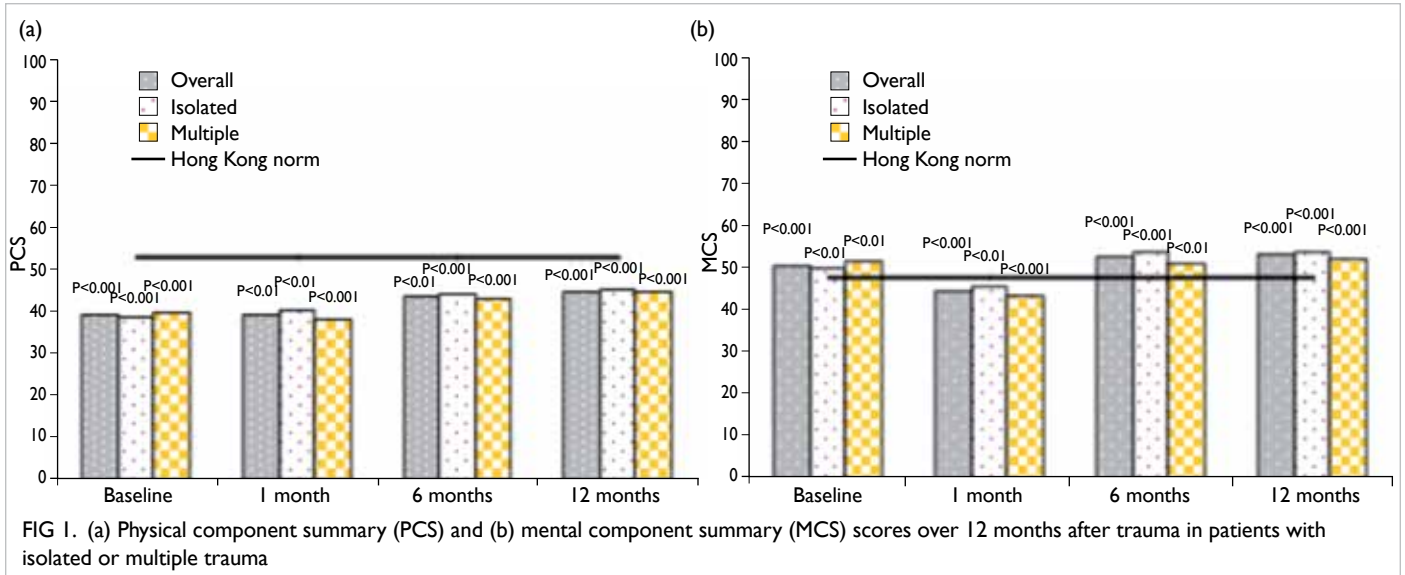 (a)
PCS
100
90
80
70
60
50
40
30
20
10
0
Overall
Isolated
Multiple
Hong Kong norm
P<0.001
P<0.001
P<0.001
P<0.01
P<0.01
P<0.001
P<0.01
P<0.001
P<0.001
P<0.001
P<0.001
P<0.001
Baseline
1 month
6 months
12 months
(b)
MCS
100
90
80
70
60
50
40
30
20
10
0
Overall
Isolated
Multiple
Hong Kong norm
P<0.001
P<0.01
P<0.01
P<0.001
P<0.01
P<0.001
P<0.001
P<0.001
P<0.01
P<0.001
P<0.001
P<0.001
Baseline
1 month
6 months
12 months
FIG 1. (a) Physical component summary (PCS) and (b) mental component summary (MCS) scores over 12 months after trauma in patients with
isolated or multiple trauma